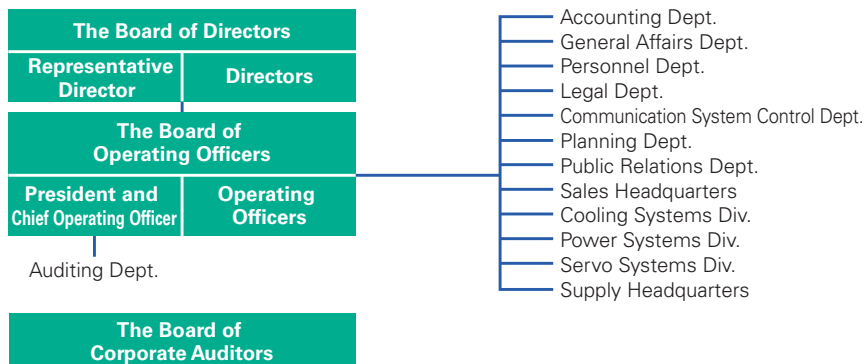 The Board of Directors
Representative
Director
Directors
The Board of
Operating Officers
President and
Chief Operating Officer
Operating
Officers
Auditing Dept.
The Board of
Corporate Auditors
Accounting Dept.
General Affairs Dept.
Personnel Dept.
Legal Dept.
Communication System Control Dept.
Planning Dept.
Public Relations Dept.
Sales Headquarters
Cooling Systems Div.
Power Systems Div.
Servo Systems Div.
Supply Headquarters